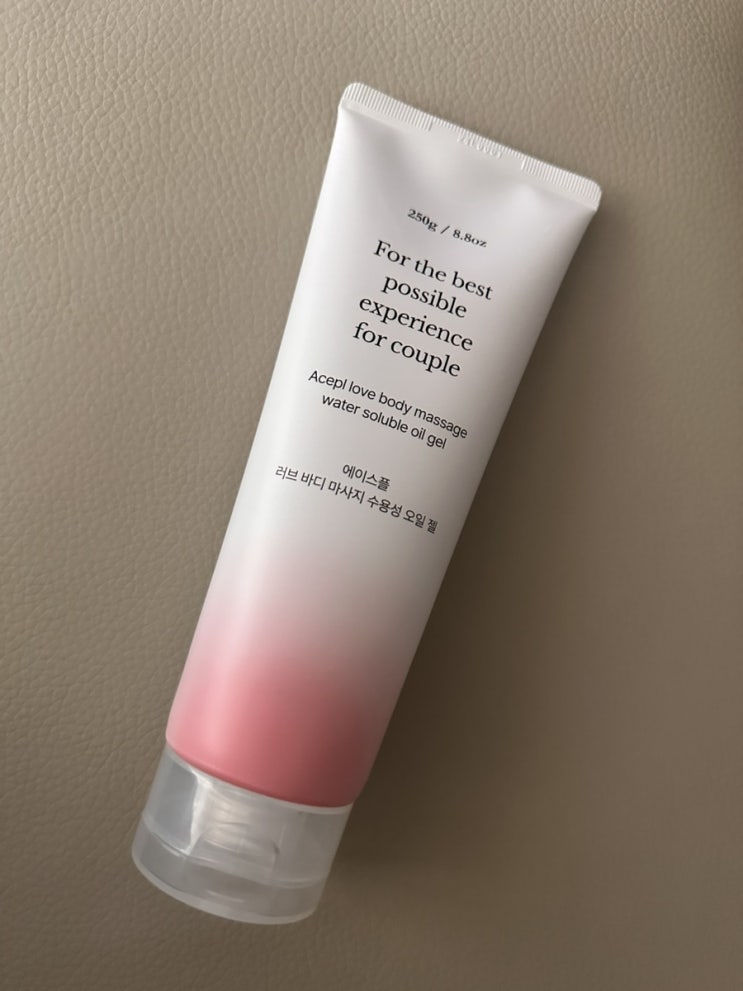 250g / 8.8oz
For the best
possible
experience
for couple
Acepl love body massage
water soluble oil gel
에이스플
러브 바디 마사지 수용성 오일 젤